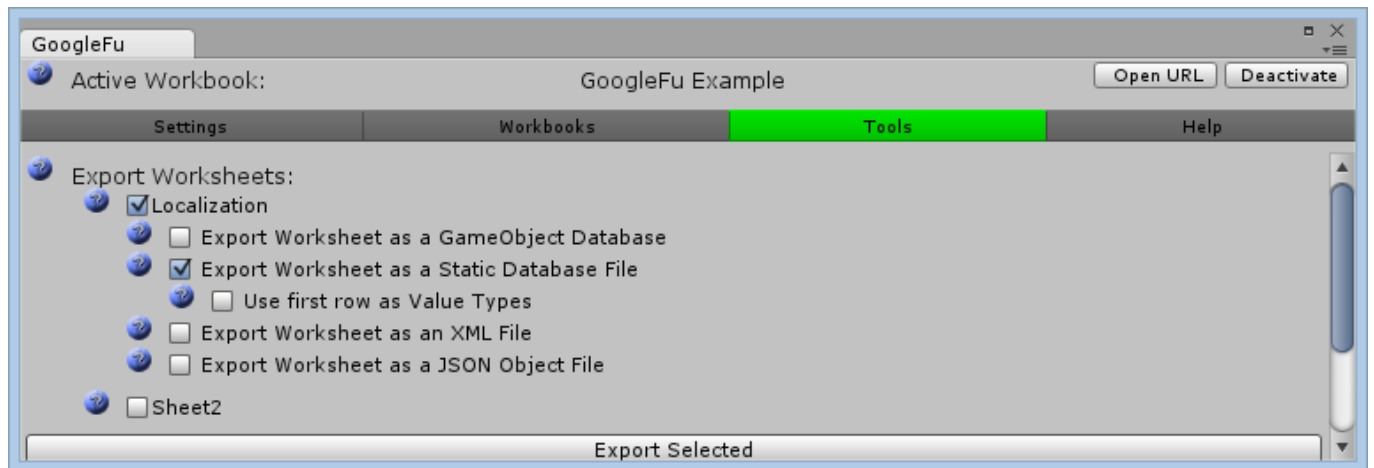 GoogleFu
Active Workbook: GoogleFu Example Open URL Deactivate
Settings Workbooks Tools Help
Export Worksheets:
Localization
Export Worksheet as a GameObject Database
Export Worksheet as a Static Database File
Use first row as Value Types
Export Worksheet as an XML File
Export Worksheet as a JSON Object File
Sheet2
Export Selected